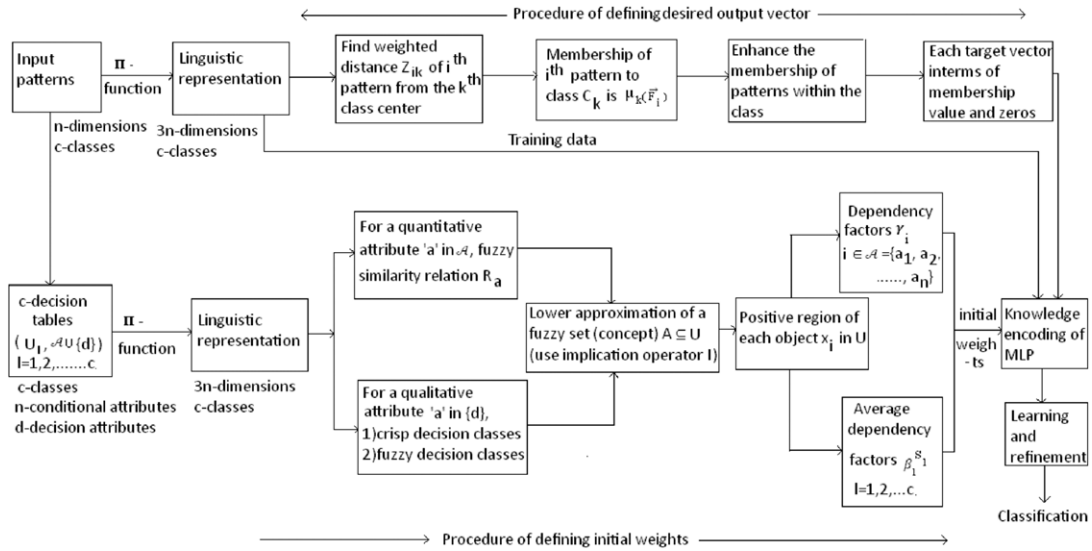 Procedure of defining desired output vector
Input
patterns
Π -
function
Linguistic
representation
Find weighted
distance Z_ik of i^th
pattern from the k^th
class center
Membership of
i^th pattern to
class C_k is μ_k(F⃗_i)
Enhance the
membership of
patterns within the
class
Each target vector
interms of
membership
value and zeros
n-dimensions
c-classes
3n-dimensions
c-classes
Training data
c-decision
tables
( U_l, 𝒜 ∪ {d})
l=1,2,.......c.
c-classes
n-conditional attributes
d-decision attributes
Π -
function
Linguistic
representation
3n-dimensions
c-classes
For a quantitative
attribute 'a' in 𝒜, fuzzy
similarity relation R_a
For a qualitative
attribute 'a' in {d},
1)crisp decision classes
2)fuzzy decision classes
Lower approximation of a
fuzzy set (concept) A ⊆ U
(use implication operator I)
Positive region of
each object x_i in U
Dependency
factors γ_i
i ∈ 𝒜 ={a_1, a_2,
......, a_n}
Average
dependency
factors β_1^S_1
l=1,2,...c.
initial
weigh
-ts
Knowledge
encoding of
MLP
Learning
and
refinement
Classification
Procedure of defining initial weights